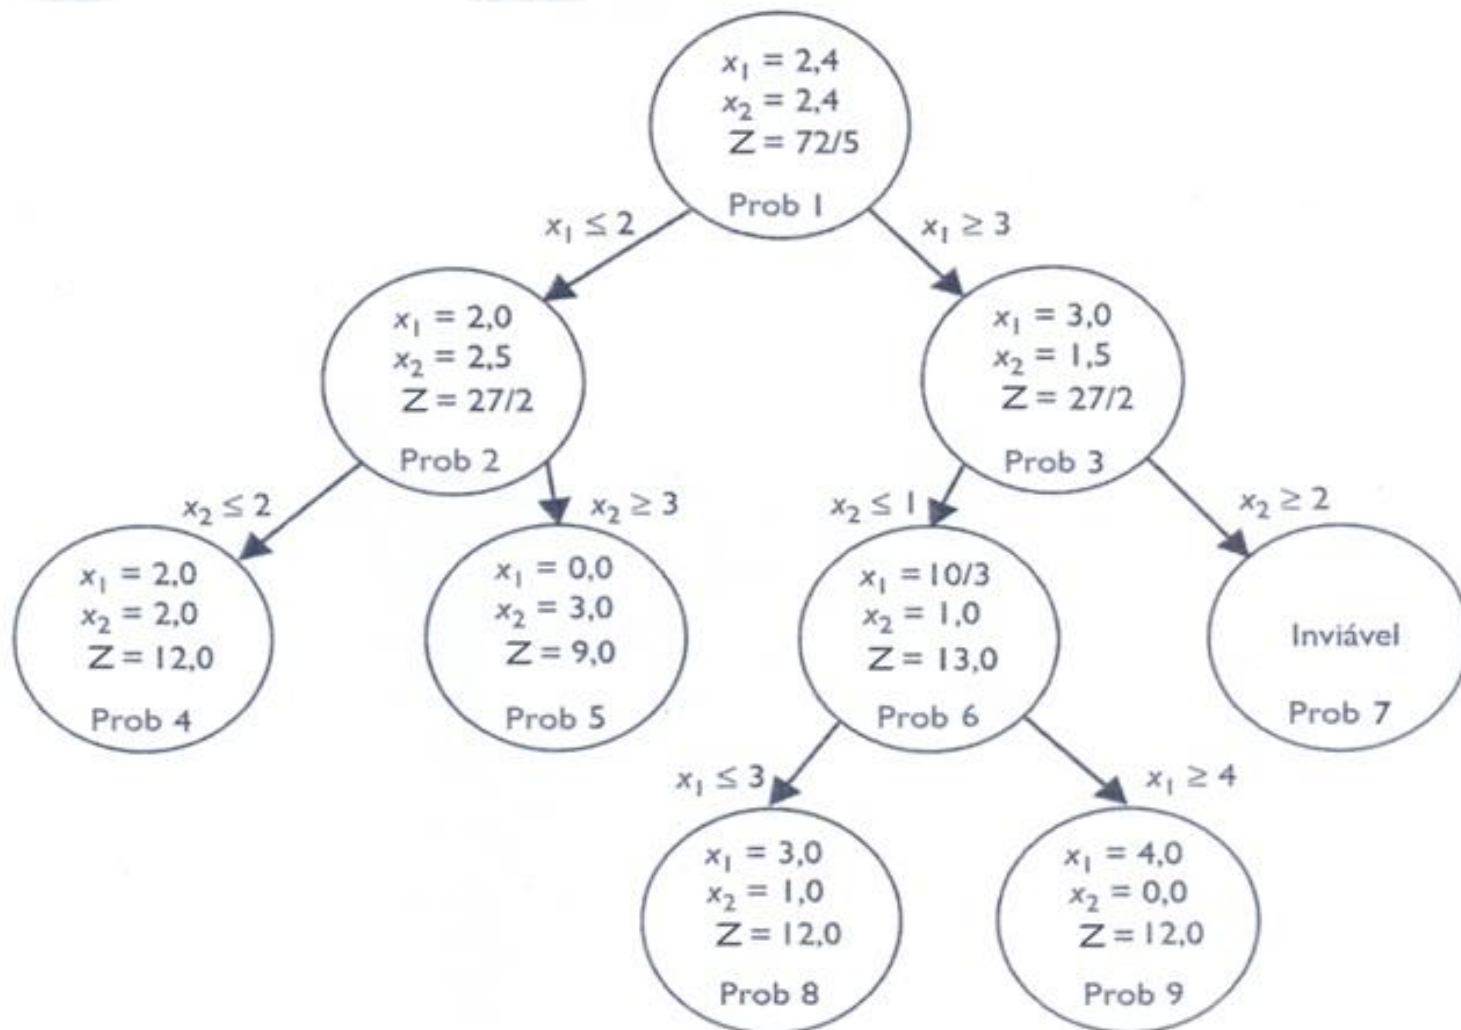 x₁ = 2,4
x₂ = 2,4
Z = 72/5
Prob 1
x₁ ≤ 2
x₁ ≥ 3
x₁ = 2,0
x₂ = 2,5
Z = 27/2
Prob 2
x₁ = 3,0
x₂ = 1,5
Z = 27/2
Prob 3
x₂ ≤ 2
x₂ ≥ 3
x₂ ≤ 1
x₂ ≥ 2
x₁ = 2,0
x₂ = 2,0
Z = 12,0
Prob 4
x₁ = 0,0
x₂ = 3,0
Z = 9,0
Prob 5
x₁ = 10/3
x₂ = 1,0
Z = 13,0
Prob 6
Inviável
Prob 7
x₁ ≤ 3
x₁ ≥ 4
x₁ = 3,0
x₂ = 1,0
Z = 12,0
Prob 8
x₁ = 4,0
x₂ = 0,0
Z = 12,0
Prob 9